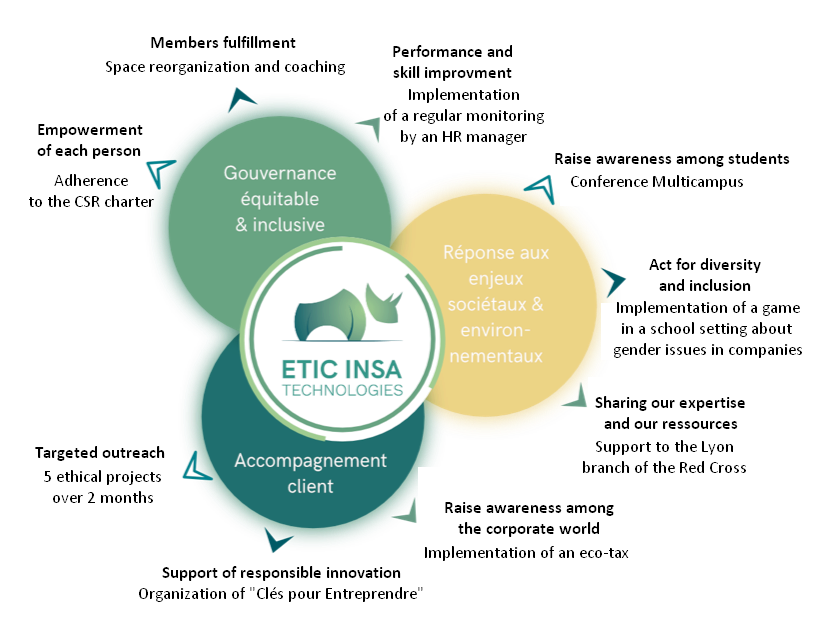 Members fulfillment
Space reorganization and coaching
Performance and
skill improvment
Implementation
of a regular monitoring
by an HR manager
Empowerment
of each person
Adherence
to the CSR charter
Gouvernance
équitable
& inclusive
Raise awareness among students
Conference Multicampus
Réponse aux
enjeux
sociétaux &
environ-
nementaux
Act for diversity
and inclusion
Implementation of a game
in a school setting about
gender issues in companies
ETIC INSA
TECHNOLOGIES
Sharing our expertise
and our ressources
Support to the Lyon
branch of the Red Cross
Accompagnement
client
Targeted outreach
5 ethical projects
over 2 months
Raise awareness among
the corporate world
Implementation of an eco-tax
Support of responsible innovation
Organization of "Clés pour Entreprendre"